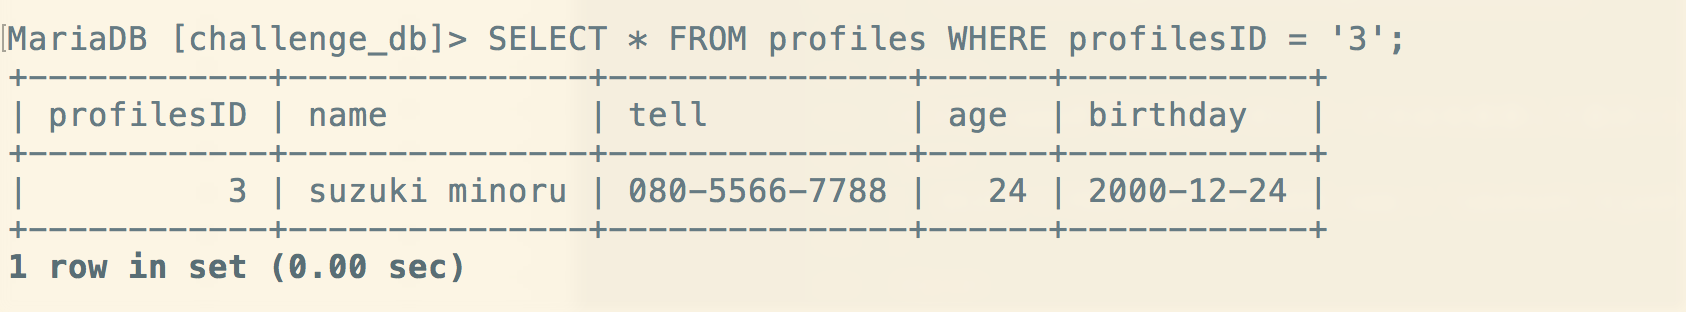 MariaDB [challenge_db]> SELECT * FROM profiles WHERE profilesID = '3';
+------------+---------------+---------------+------+------------+
| profilesID | name          | tell          | age  | birthday   |
+------------+---------------+---------------+------+------------+
|          3 | suzuki minoru | 080-5566-7788 |   24 | 2000-12-24 |
+------------+---------------+---------------+------+------------+
1 row in set (0.00 sec)